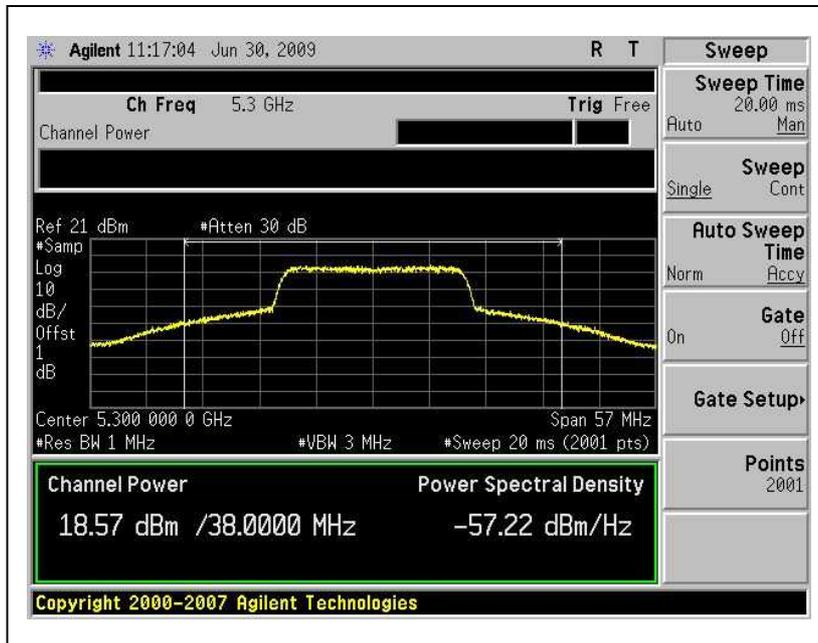 Agilent 11:17:04 Jun 30, 2009 R T
Sweep
Ch Freq 5.3 GHz Trig Free
Channel Power
Sweep Time
20.00 ms
Auto Man
Sweep
Single Cont
Auto Sweep
Time
Norm Accy
Gate
On Off
Gate Setup
Points
2001
Ref 21 dBm #Atten 30 dB
#Samp
Log
10
dB/
Offst
1
dB
Center 5.300 000 0 GHz Span 57 MHz
#Res BW 1 MHz #VBW 3 MHz #Sweep 20 ms (2001 pts)
Channel Power Power Spectral Density
18.57 dBm /38.0000 MHz -57.22 dBm/Hz
Copyright 2000-2007 Agilent Technologies